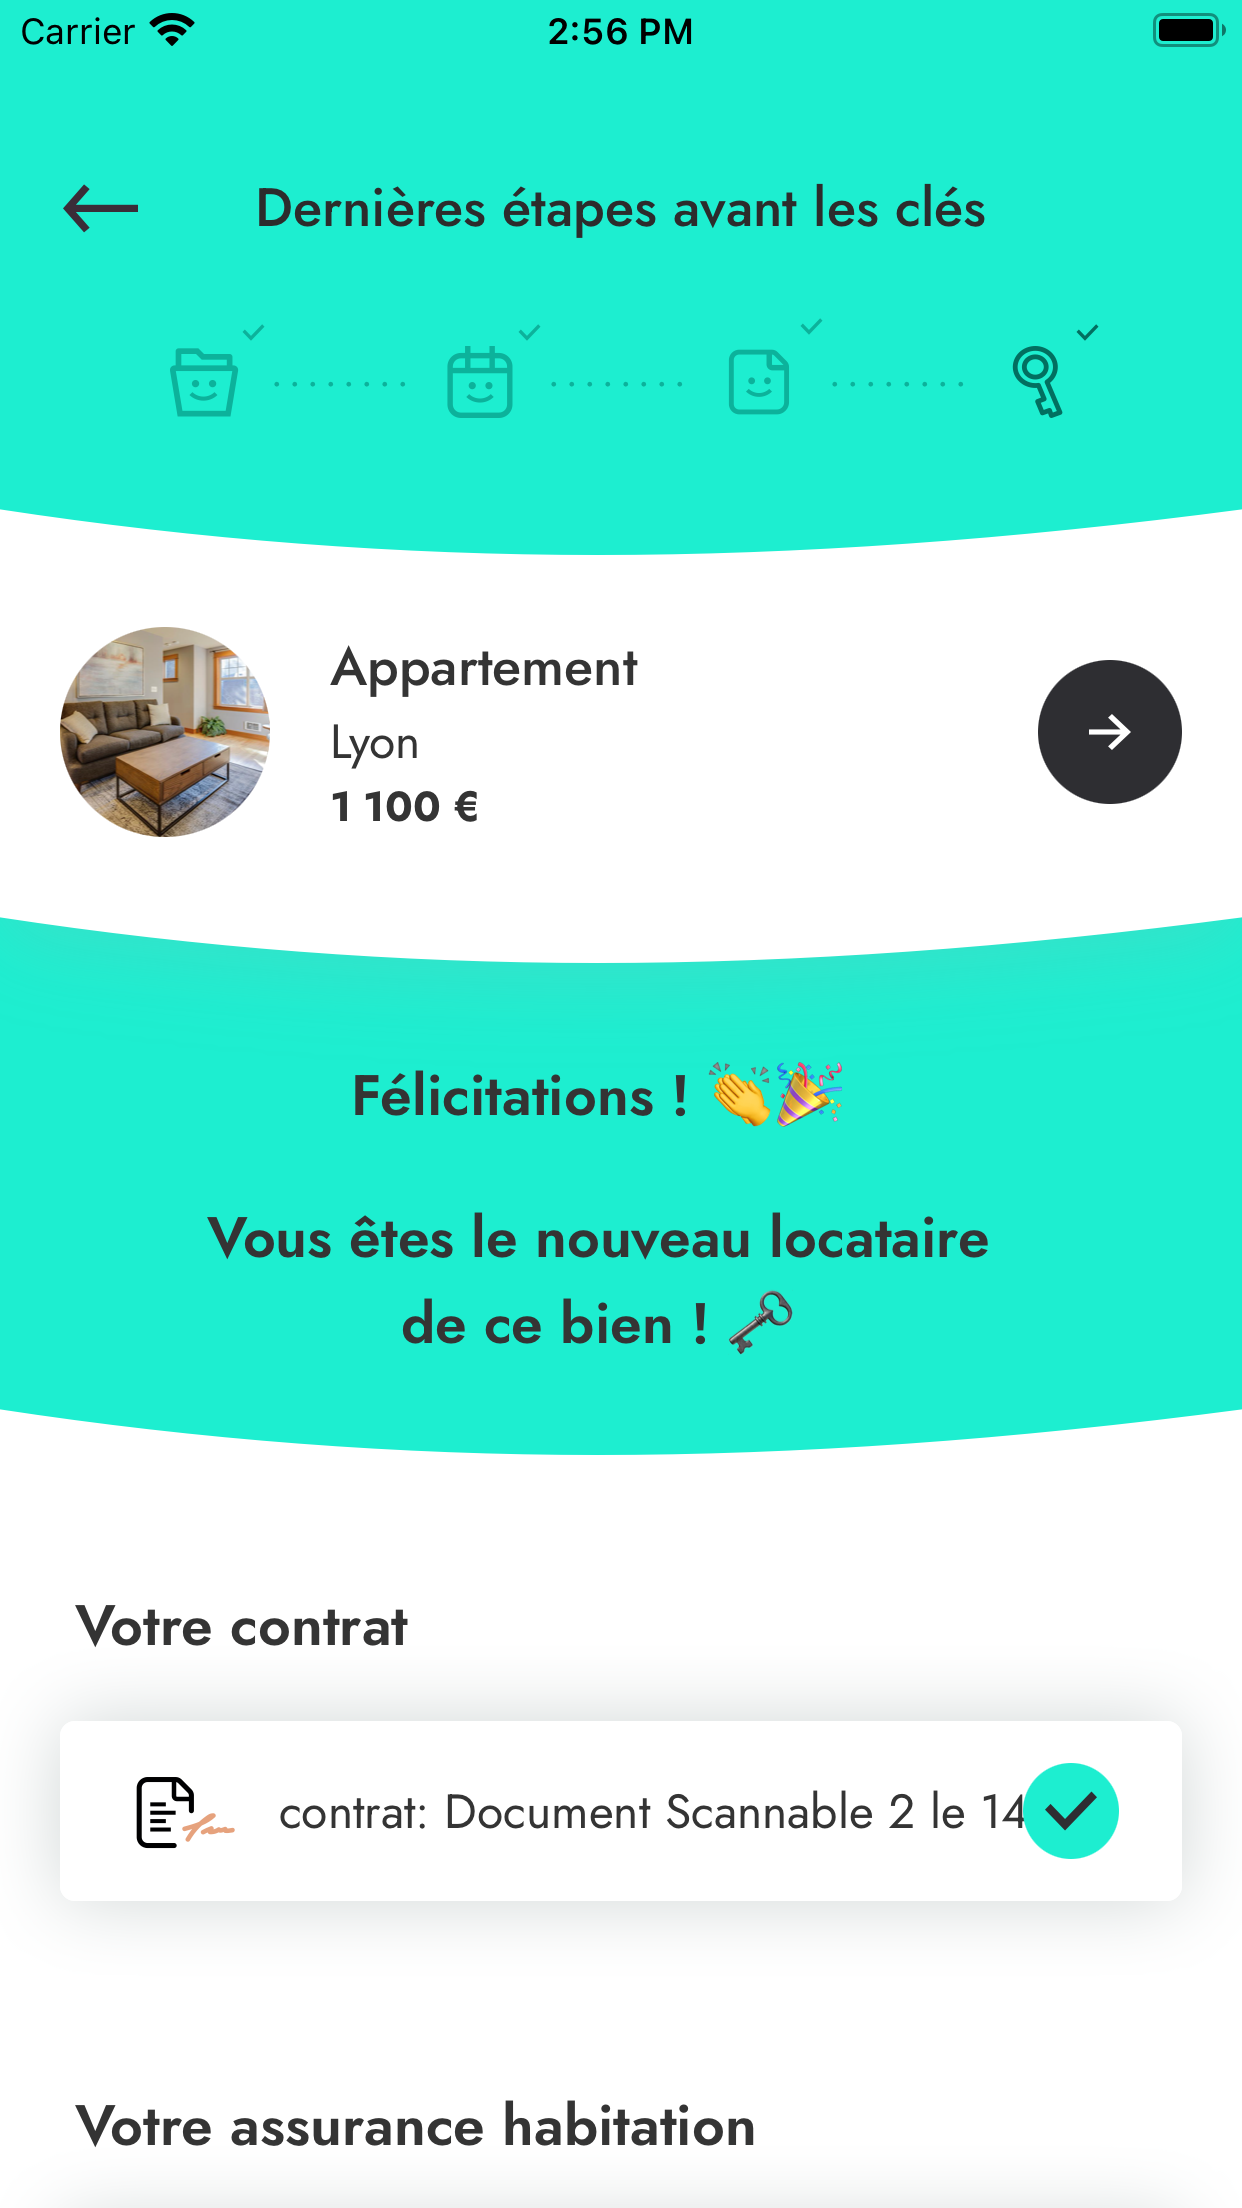 Carrier 2:56 PM
Dernières étapes avant les clés
Appartement
Lyon
1 100 €
Félicitations ! 👏🎉
Vous êtes le nouveau locataire
de ce bien ! 🗝️
Votre contrat
contrat: Document Scannable 2 le 14
Votre assurance habitation